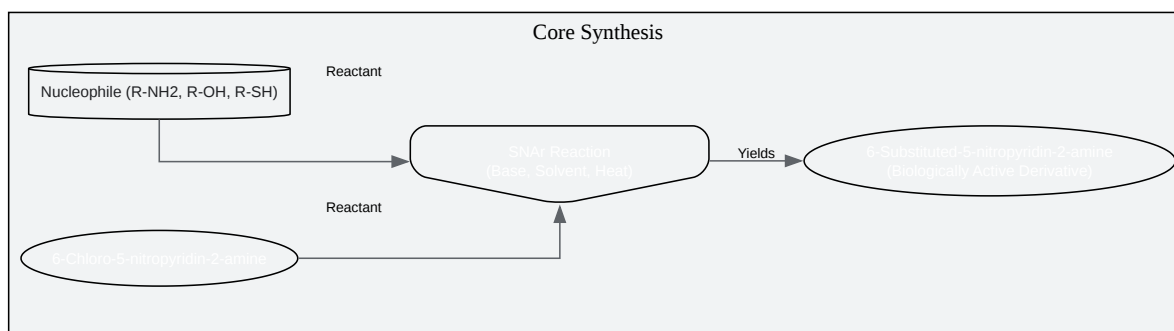 Core Synthesis
Reactant
Nucleophile (R-NH2, R-OH, R-SH)
SNAr Reaction
(Base, Solvent, Heat)
Yields
6-Substituted-5-nitropyridin-2-amine
(Biologically Active Derivative)
Reactant
6-Chloro-5-nitropyridin-2-amine